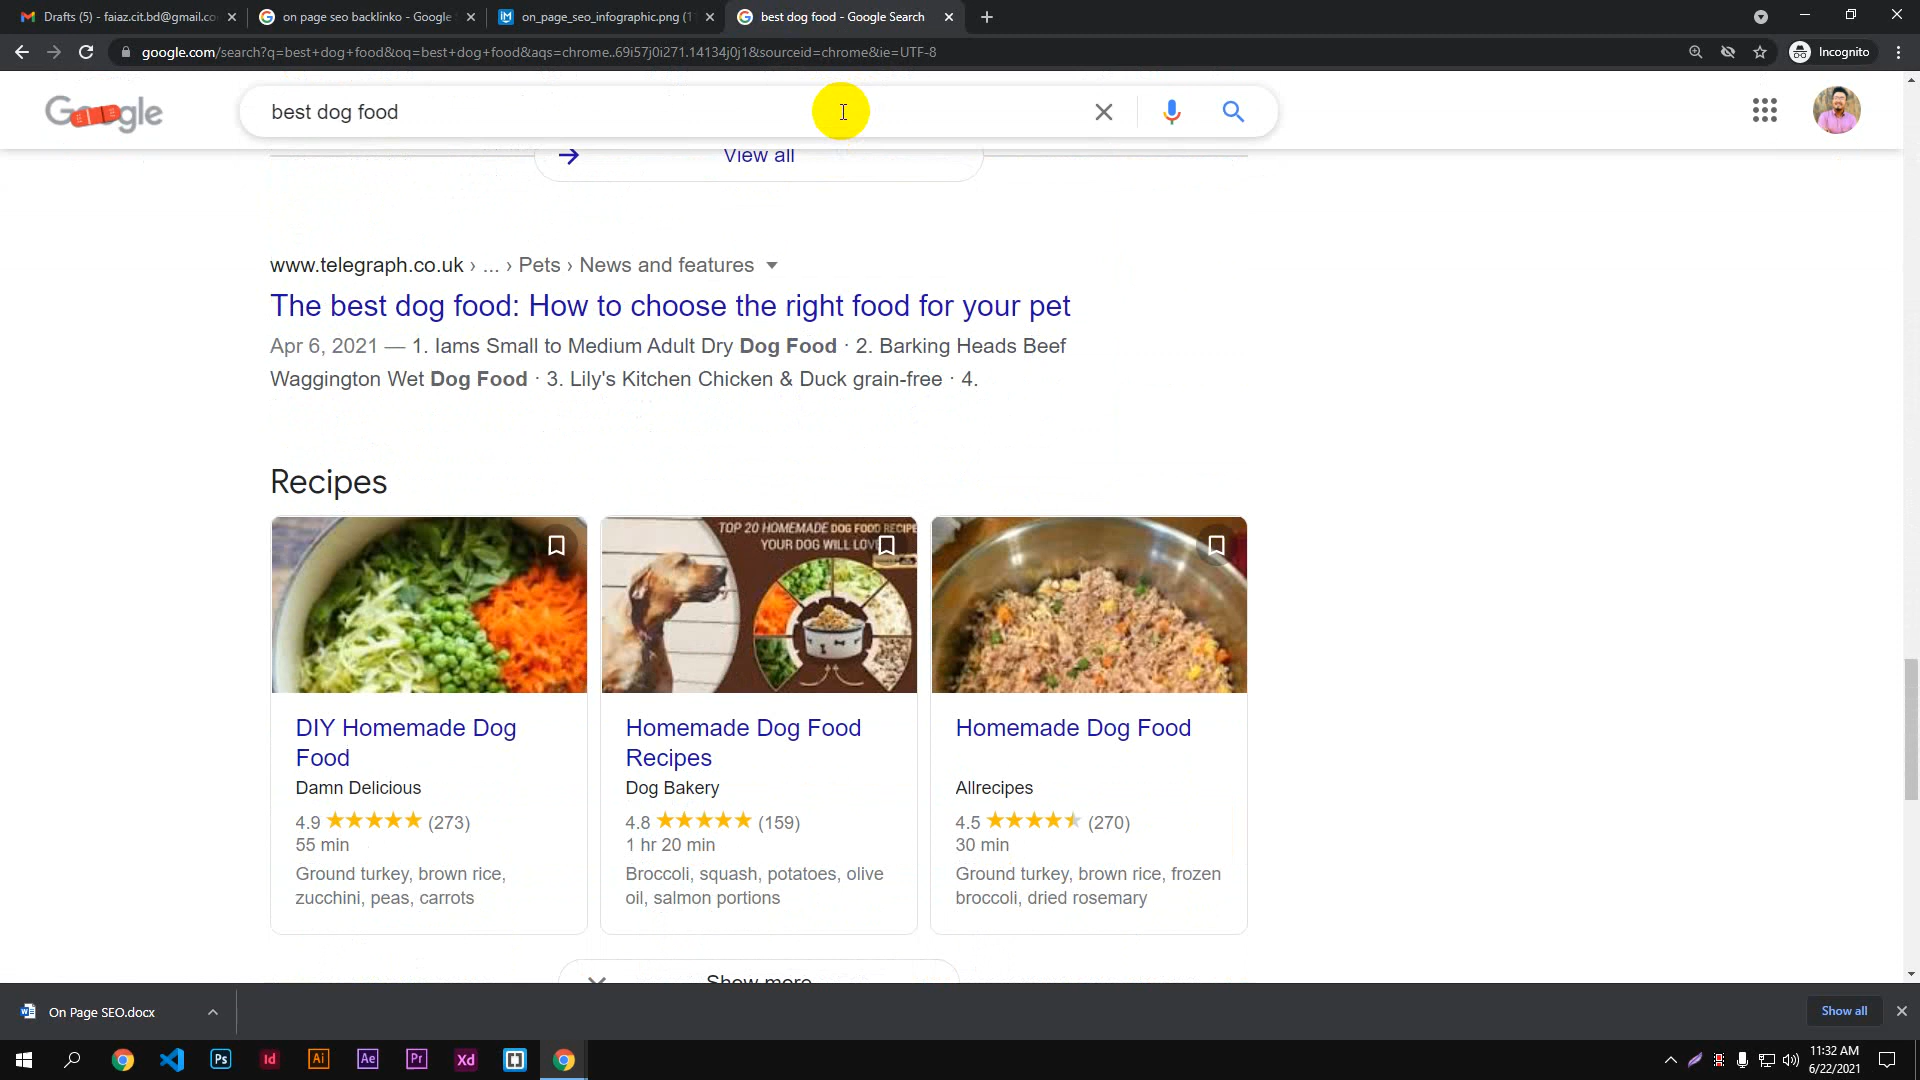 Drafts (5) - faiaz.cit.bd@gmail.co
on page seo backlinko - Google
on_page_seo_infographic.png (1
best dog food - Google Search
google.com/search?q=best+dog+food&oq=best+dog+food&aqs=chrome..69i57j0i271.14134j0j1&sourceid=chrome&ie=UTF-8
Incognito
Google
best dog food
View all
www.telegraph.co.uk › ... › Pets › News and features
The best dog food: How to choose the right food for your pet
Apr 6, 2021 — 1. Iams Small to Medium Adult Dry Dog Food · 2. Barking Heads Beef
Waggington Wet Dog Food · 3. Lily's Kitchen Chicken & Duck grain-free · 4.
Recipes
TOP 20 HOMEMADE DOG FOOD RECIPE
YOUR DOG WILL LOVE
DIY Homemade Dog
Food
Damn Delicious
4.9 (273)
55 min
Ground turkey, brown rice,
zucchini, peas, carrots
Homemade Dog Food
Recipes
Dog Bakery
4.8 (159)
1 hr 20 min
Broccoli, squash, potatoes, olive
oil, salmon portions
Homemade Dog Food
Allrecipes
4.5 (270)
30 min
Ground turkey, brown rice, frozen
broccoli, dried rosemary
Show more
On Page SEO.docx
Show all
Ps
Id
Ai
Ae
Pr
Xd
11:32 AM
6/22/2021